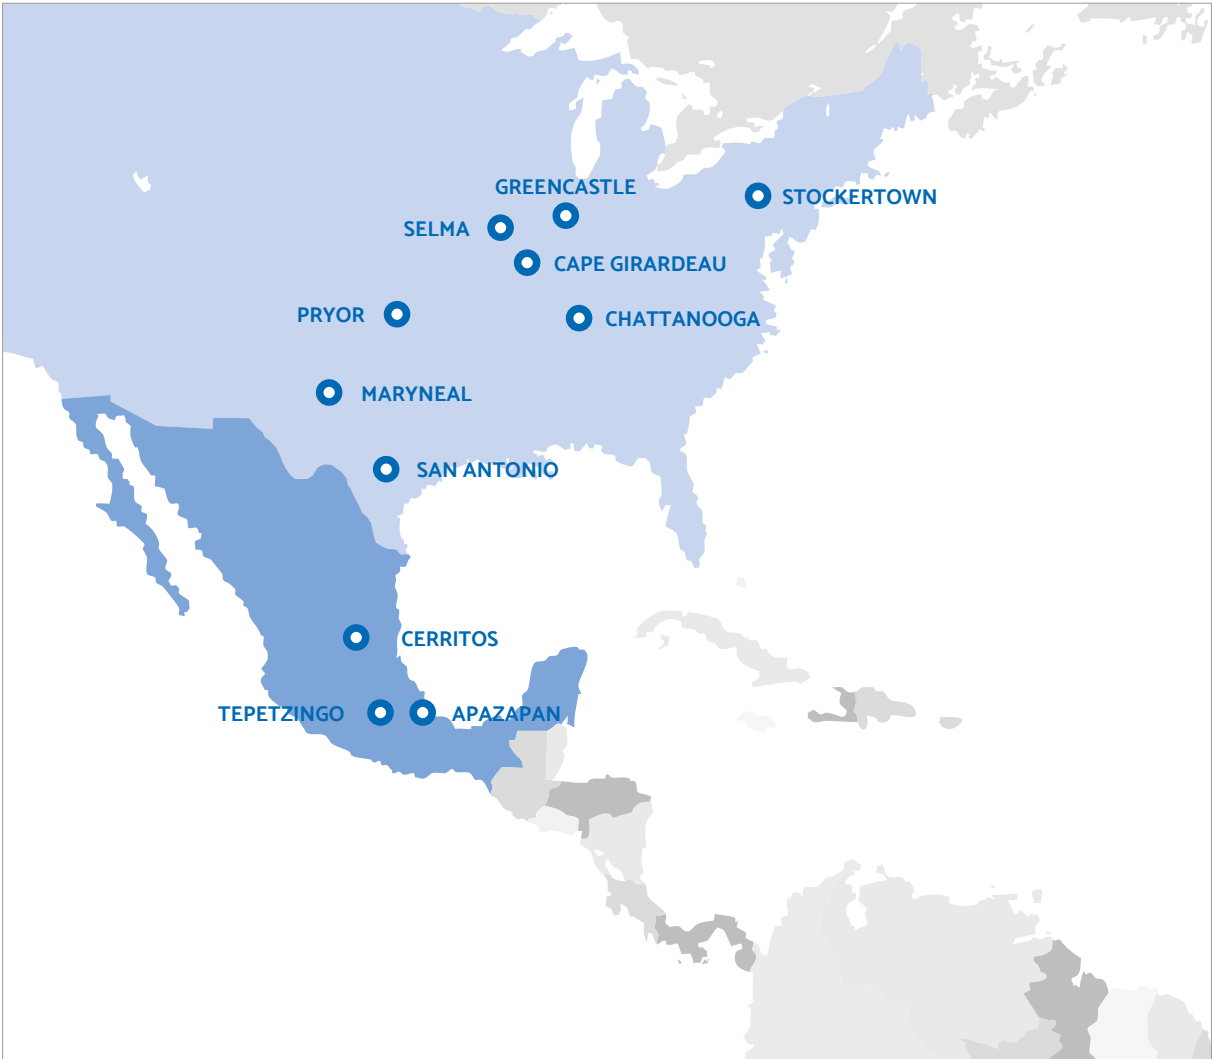 GREENCASTLE
STOCKERTOWN
SELMA
CAPE GIRARDEAU
PRYOR
CHATTANOOGA
MARYNEAL
SAN ANTONIO
CERRITOS
TEPETZINGO
APAZAPAN